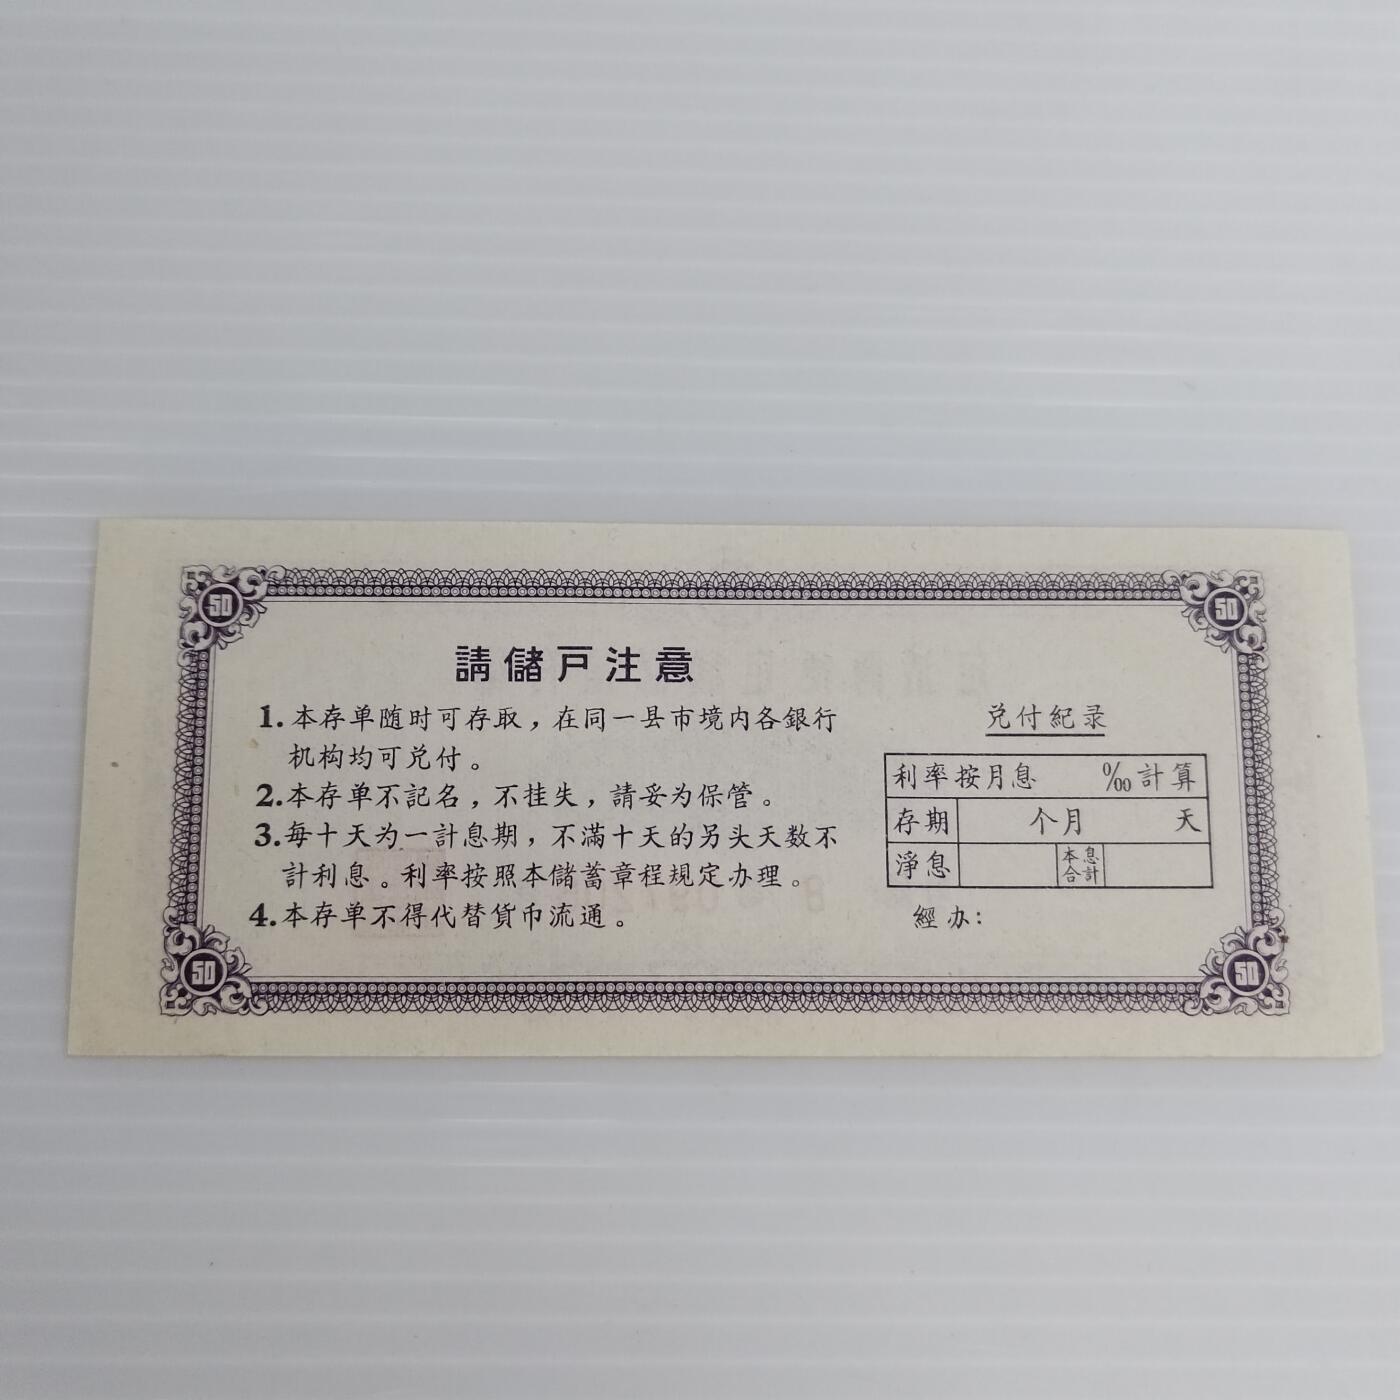 50
50
請儲戸注意
1.本存单随时可存取，在同一县市境内各銀行
机构均可兑付。
2.本存单不記名，不挂失，請妥为保管。
3.每十天为一計息期，不滿十天的另头天数不
計利息。利率按照本儲蓄章程規定办理。
4.本存单不得代替貨币流通。
兑付紀录
利率按月息 ‰計算
存期 个月 天
淨息 本息合計
經办：
50
50